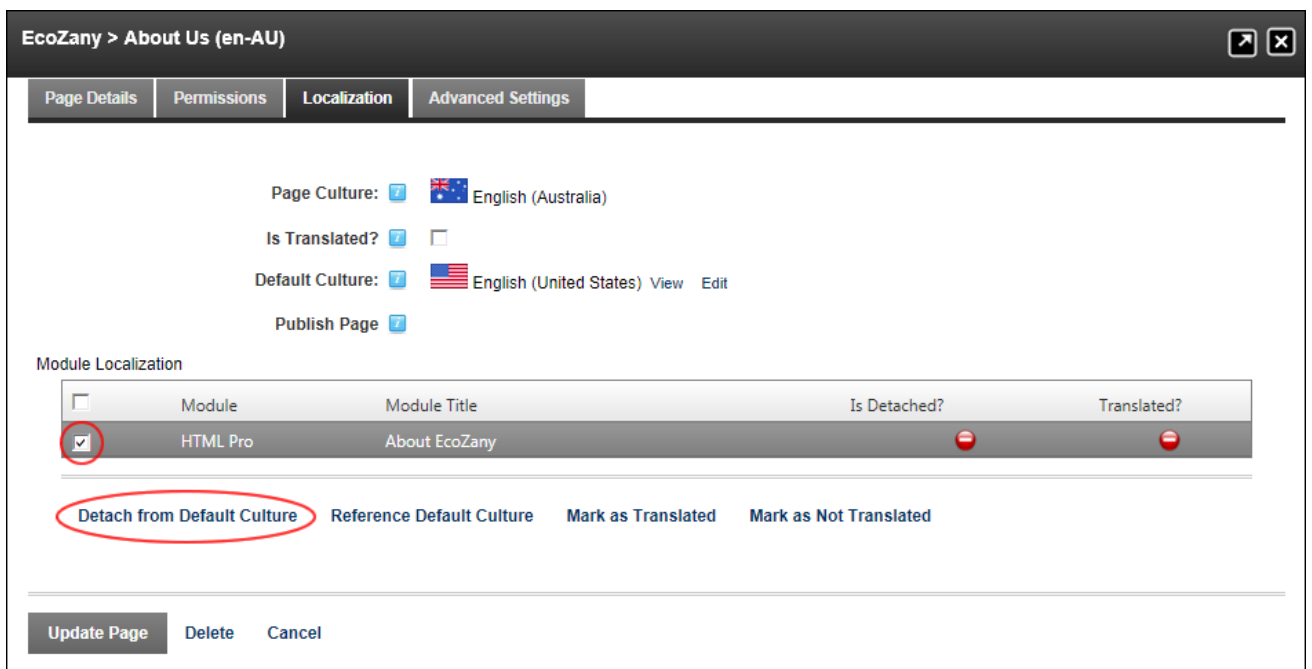 EcoZany > About Us (en-AU)
Page Details Permissions Localization Advanced Settings
Page Culture: English (Australia)
Is Translated?
Default Culture: English (United States) View Edit
Publish Page
Module Localization
Module Module Title Is Detached? Translated?
HTML Pro About EcoZany
Detach from Default Culture Reference Default Culture Mark as Translated Mark as Not Translated
Update Page Delete Cancel